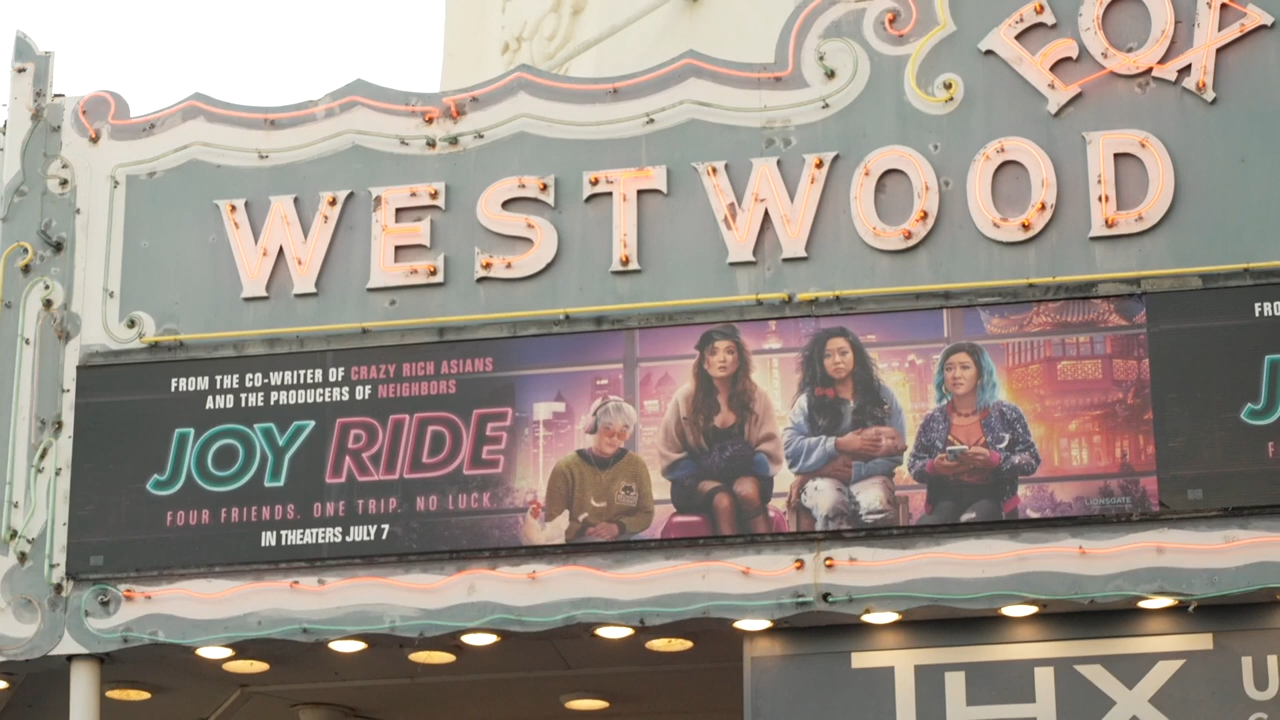 FOX
WESTWOOD
FROM THE CO-WRITER OF CRAZY RICH ASIANS
AND THE PRODUCERS OF NEIGHBORS
JOY RIDE
FOUR FRIENDS. ONE TRIP. NO LUCK.
IN THEATERS JULY 7
LIONSGATE
FRO
J
F
THX
U